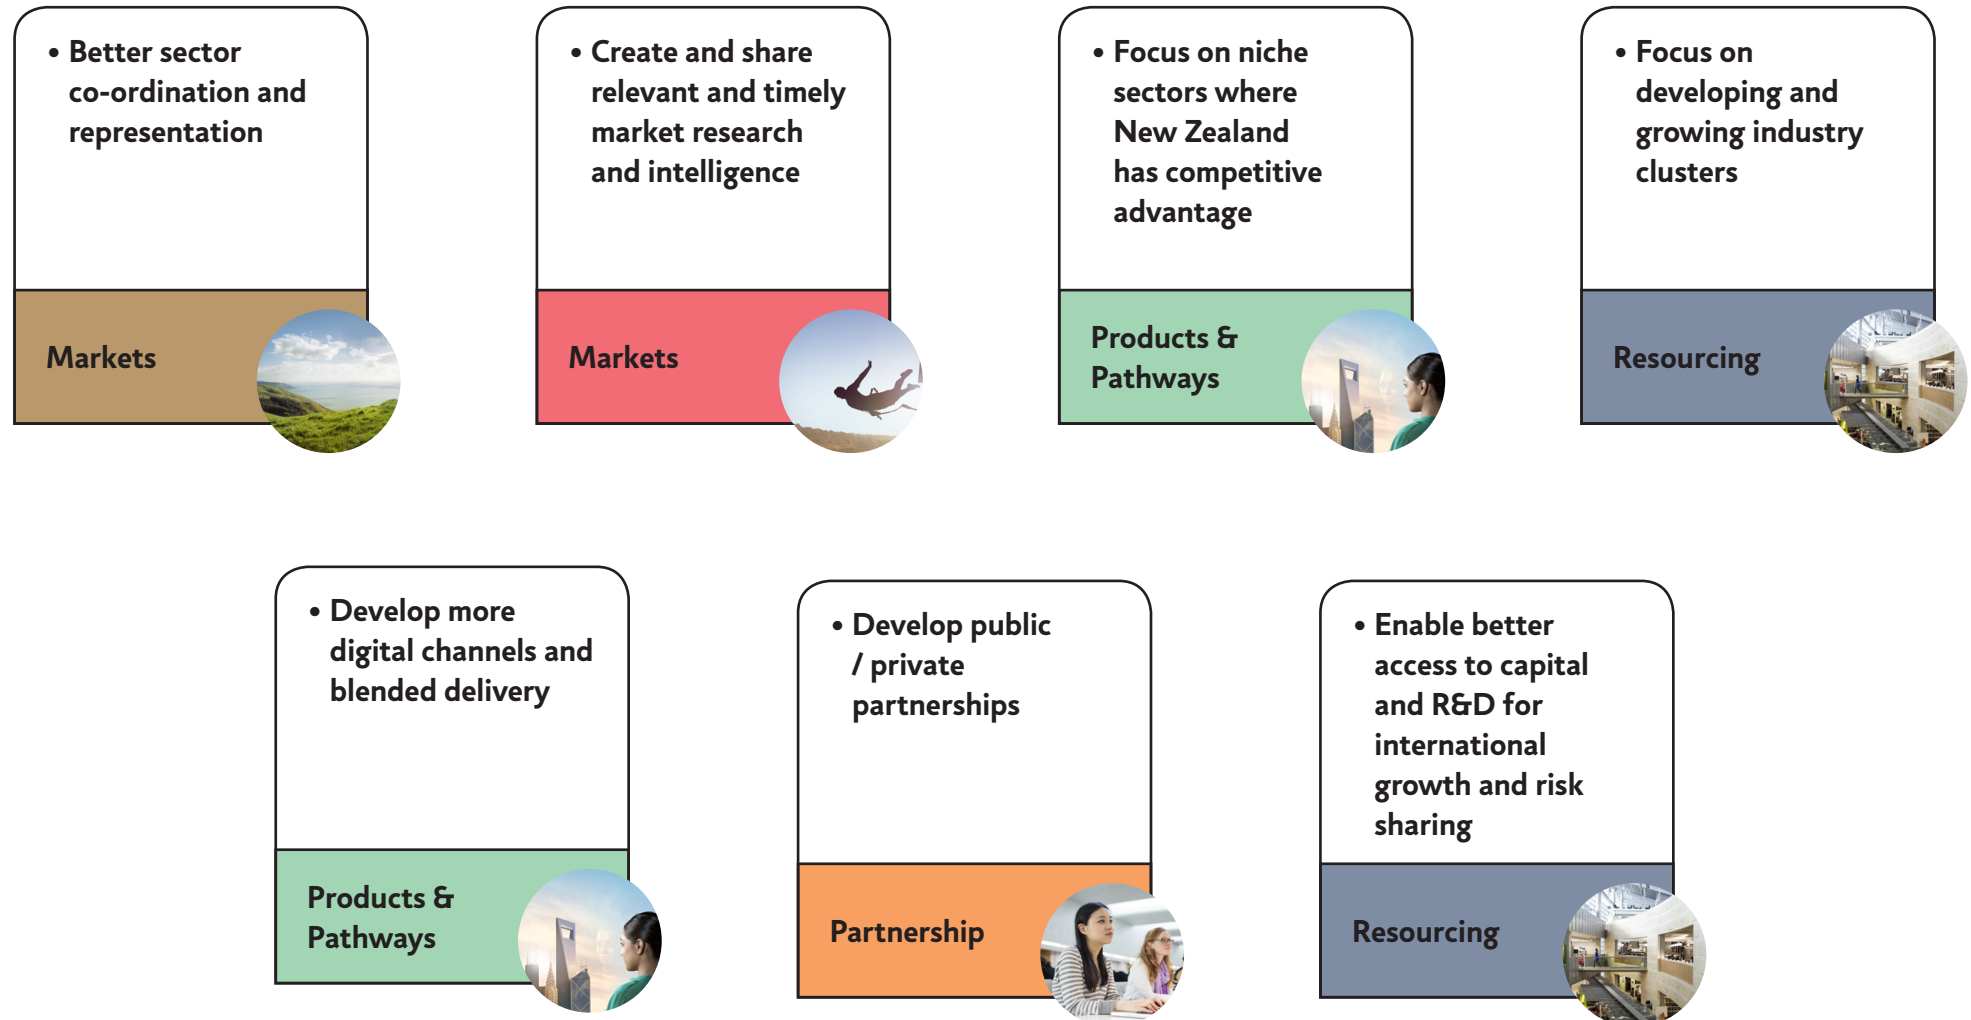 • Better sector
co-ordination and
representation
Markets
• Create and share
relevant and timely
market research
and intelligence
Markets
• Focus on niche
sectors where
New Zealand
has competitive
advantage
Products &
Pathways
• Focus on
developing and
growing industry
clusters
Resourcing
• Develop more
digital channels and
blended delivery
Products &
Pathways
• Develop public
/ private
partnerships
Partnership
• Enable better
access to capital
and R&D for
international
growth and risk
sharing
Resourcing